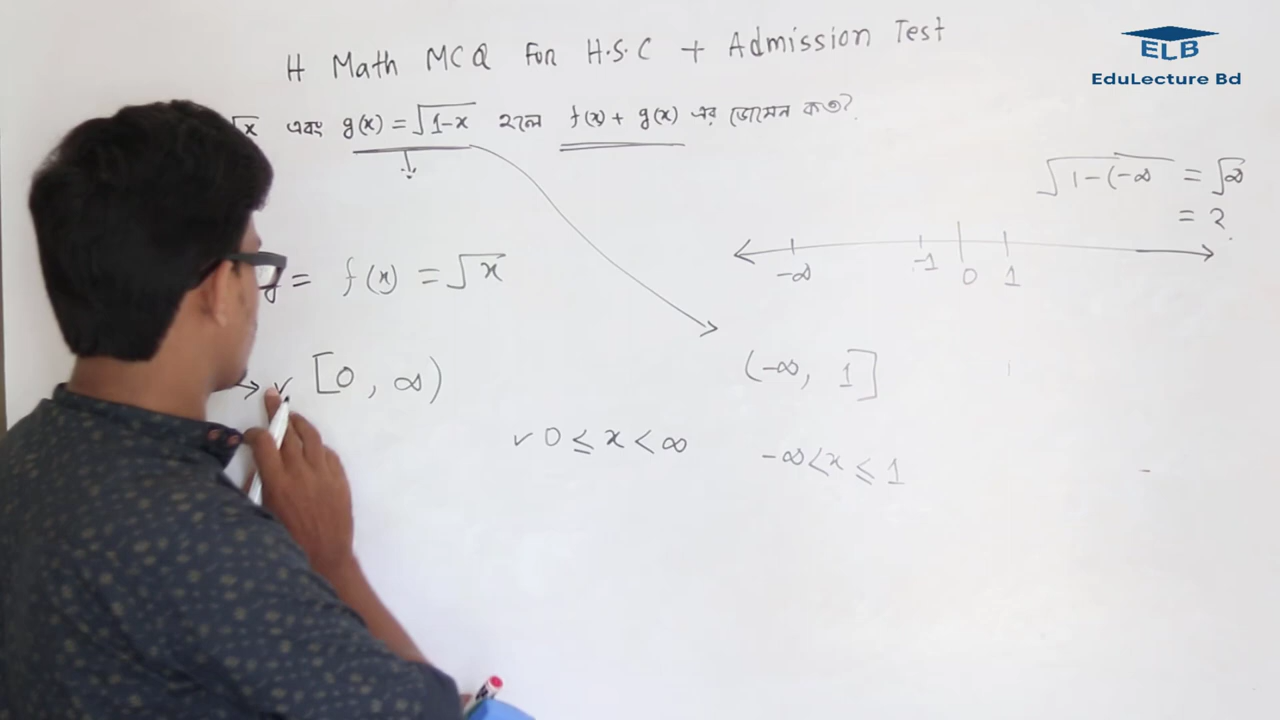 H Math MCQ For H.S.C + Admission Test
ELB
EduLecture Bd
√x এবং g(x) = √1-x হলে f(x) + g(x) এর ডোমেন কত?
√1-(-∞ = √∞
= ?
-∞ -1 0 1
y = f(x) = √x
[0, ∞)
(-∞, 1]
0 ≤ x < ∞
-∞ < x ≤ 1